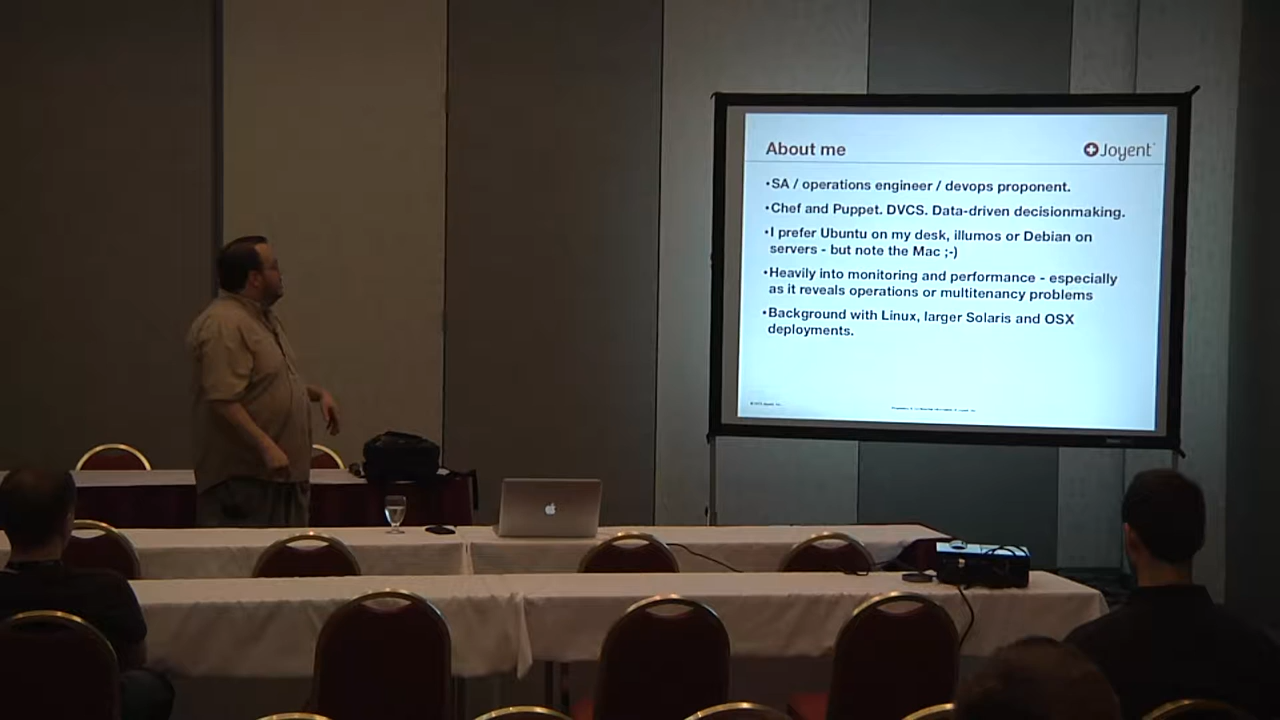 About me
Joyent
•SA / operations engineer / devops proponent.
•Chef and Puppet. DVCS. Data-driven decisionmaking.
•I prefer Ubuntu on my desk, illumos or Debian on
servers - but note the Mac ;-)
•Heavily into monitoring and performance - especially
as it reveals operations or multitenancy problems
•Background with Linux, larger Solaris and OSX
deployments.